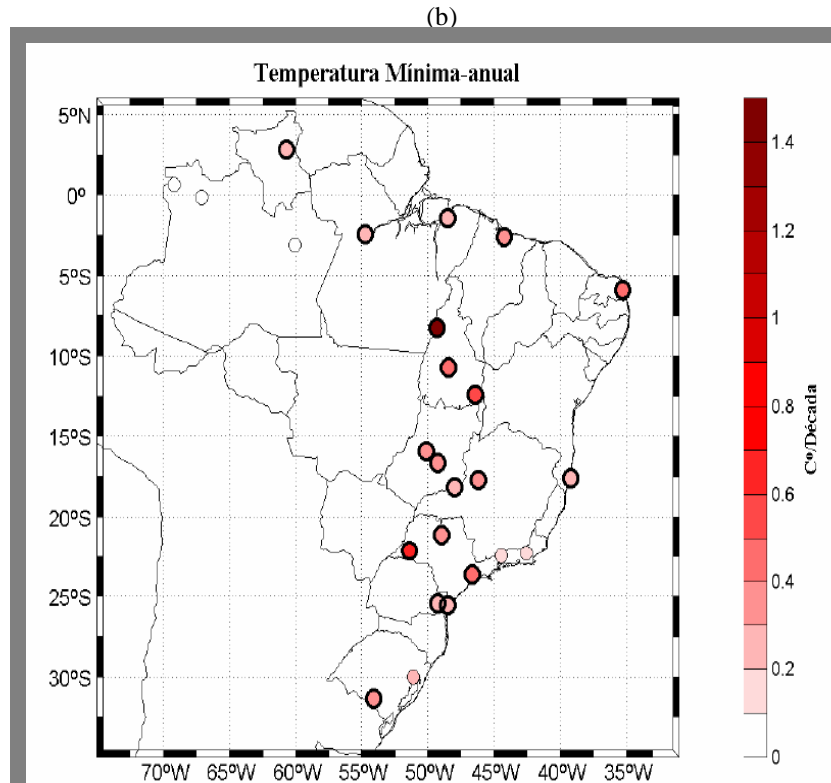 (b)
Temperatura Mínima-anual
5ºN
0º
5ºS
10ºS
15ºS
20ºS
25ºS
30ºS
70ºW 65ºW 60ºW 55ºW 50ºW 45ºW 40ºW 35ºW
1.4
1.2
1
0.8
0.6
0.4
0.2
0
Cº/Década